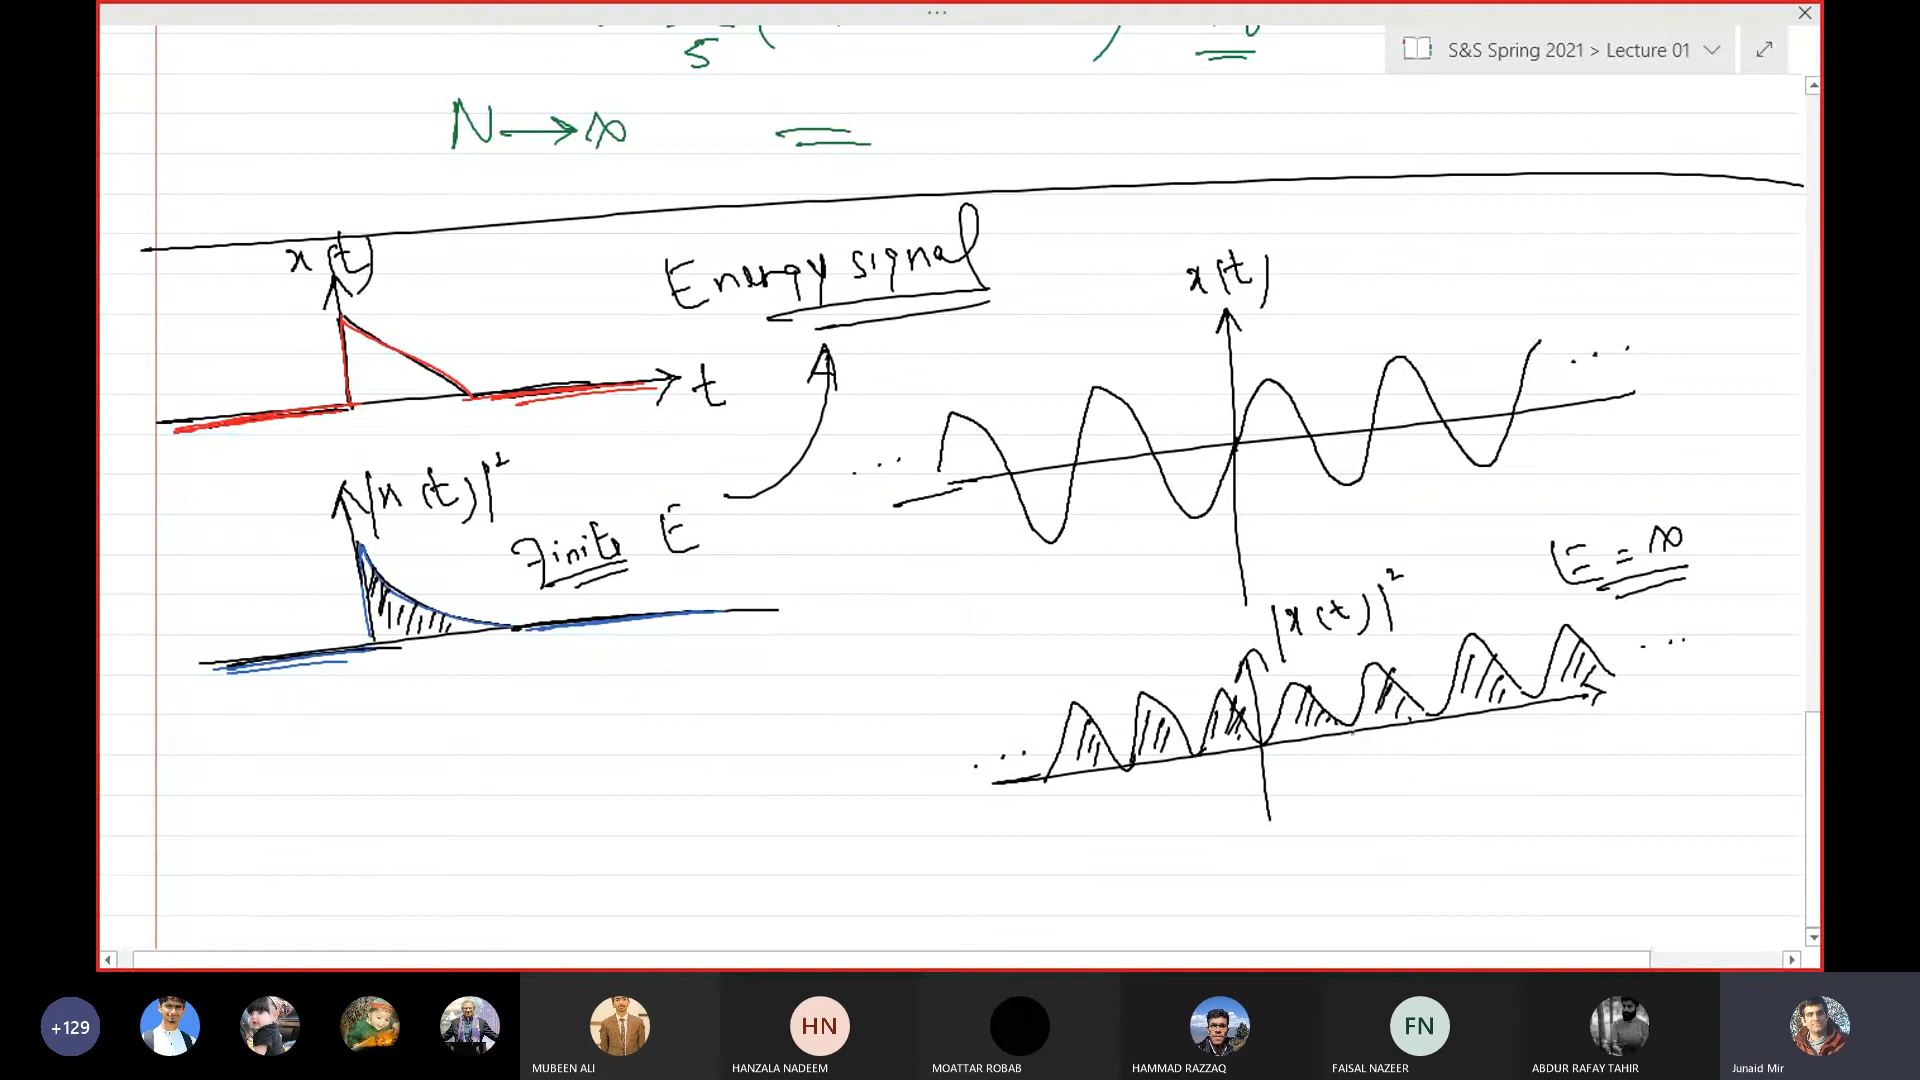 ...
S&S Spring 2021 > Lecture 01
5 ( )
N → ∞ =
x(t)
Energy signal
x(t)
t
...
...
|x(t)|²
Finite E
E = ∞
|x(t)|²
...
...
+129
HN
FN
MUBEEN ALI
HANZALA NADEEM
MOATTAR ROBAB
HAMMAD RAZZAQ
FAISAL NAZEER
ABDUR RAFAY TAHIR
Junaid Mir